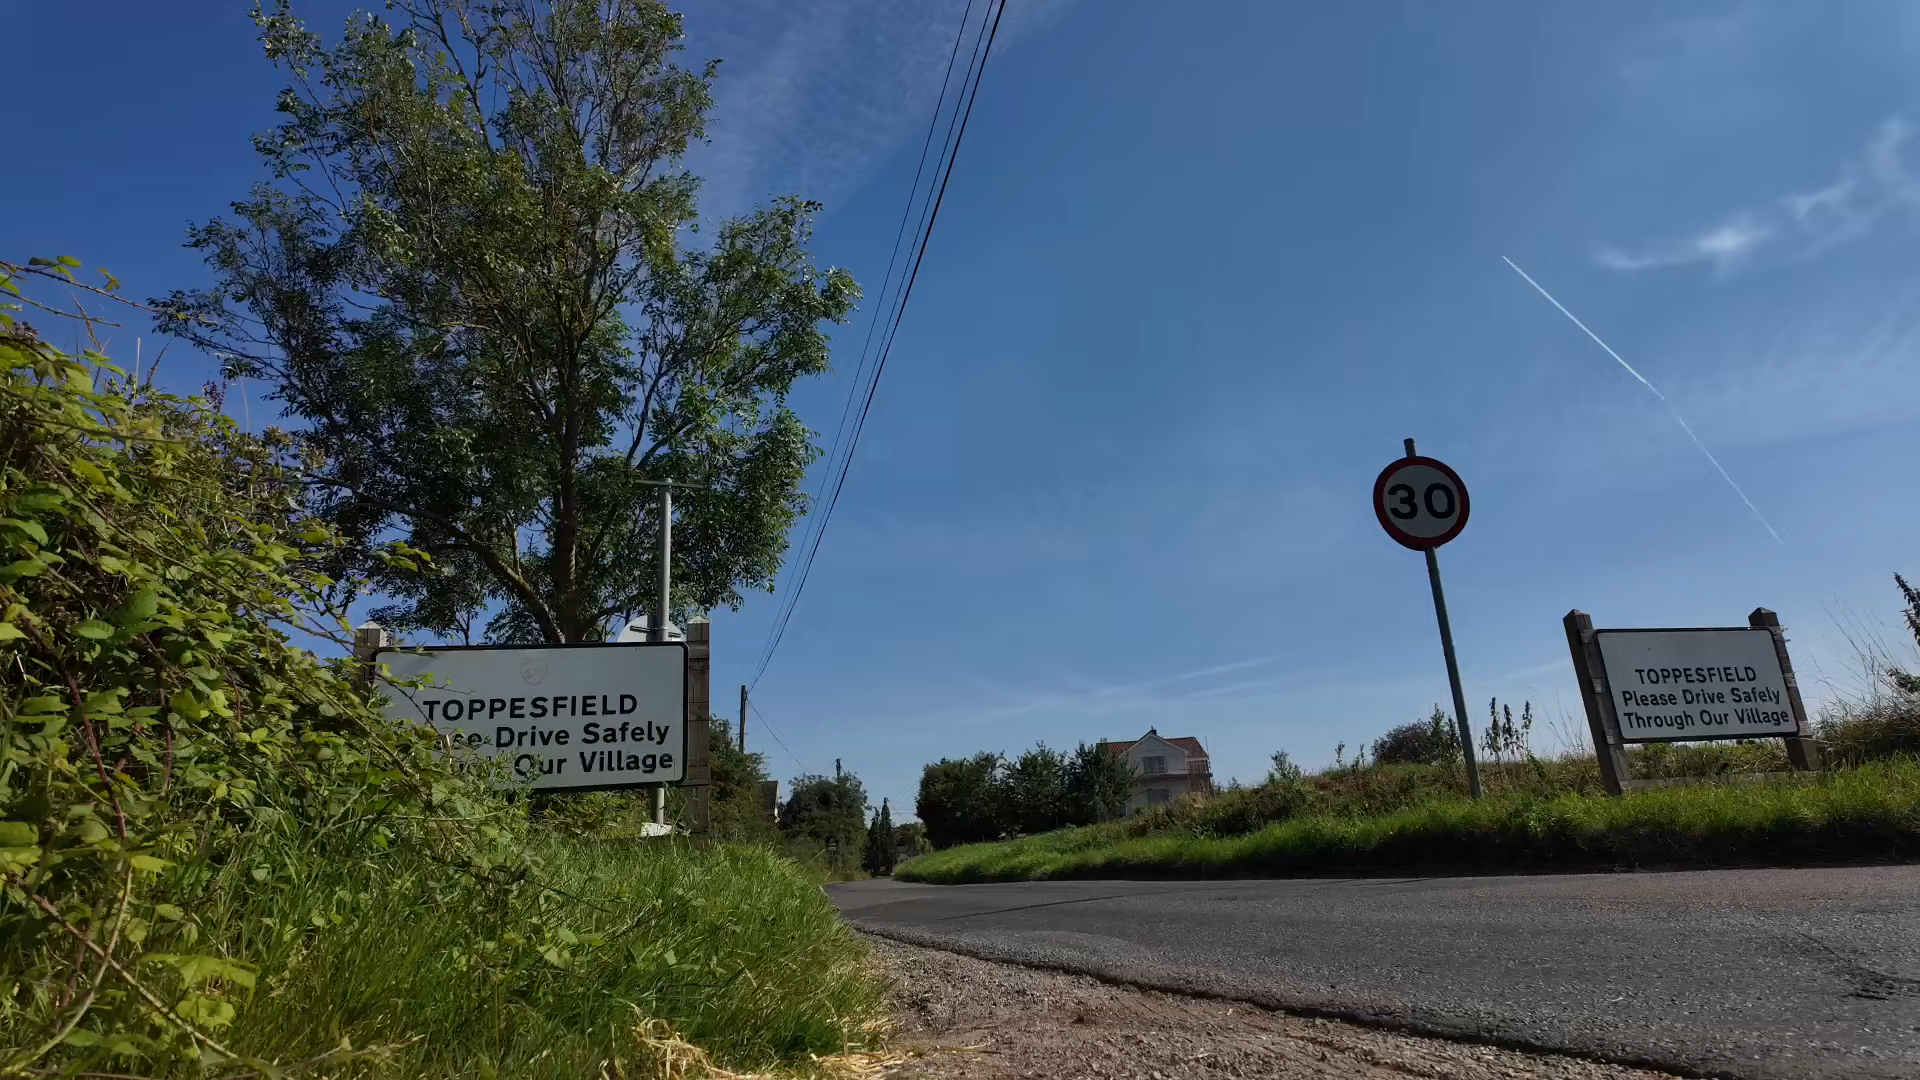 TOPPESFIELD
Drive Safely
Our Village
30
TOPPESFIELD
Please Drive Safely
Through Our Village